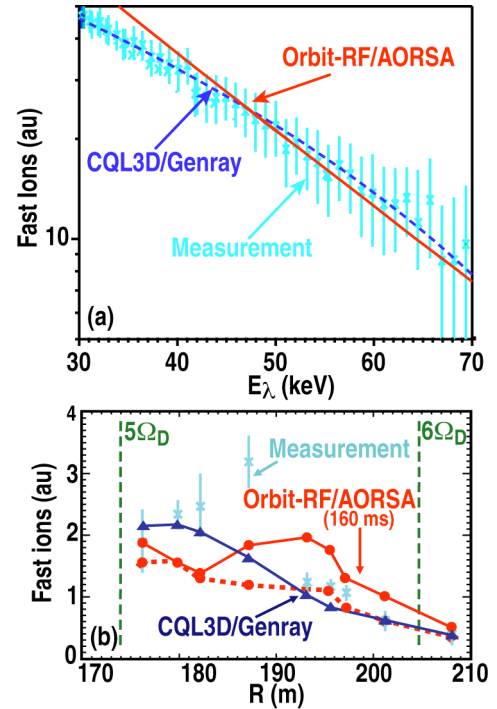 Orbit-RF/AORSA
CQL3D/Genray
Measurement
Fast Ions (au)
10
(a)
30 40 50 60 70
Eλ (keV)
4
3
2
1
0
5ΩD
6ΩD
Measurement
Orbit-RF/AORSA
(160 ms)
Fast ions (au)
CQL3D/Genray
(b)
170 180 190 200 210
R (m)